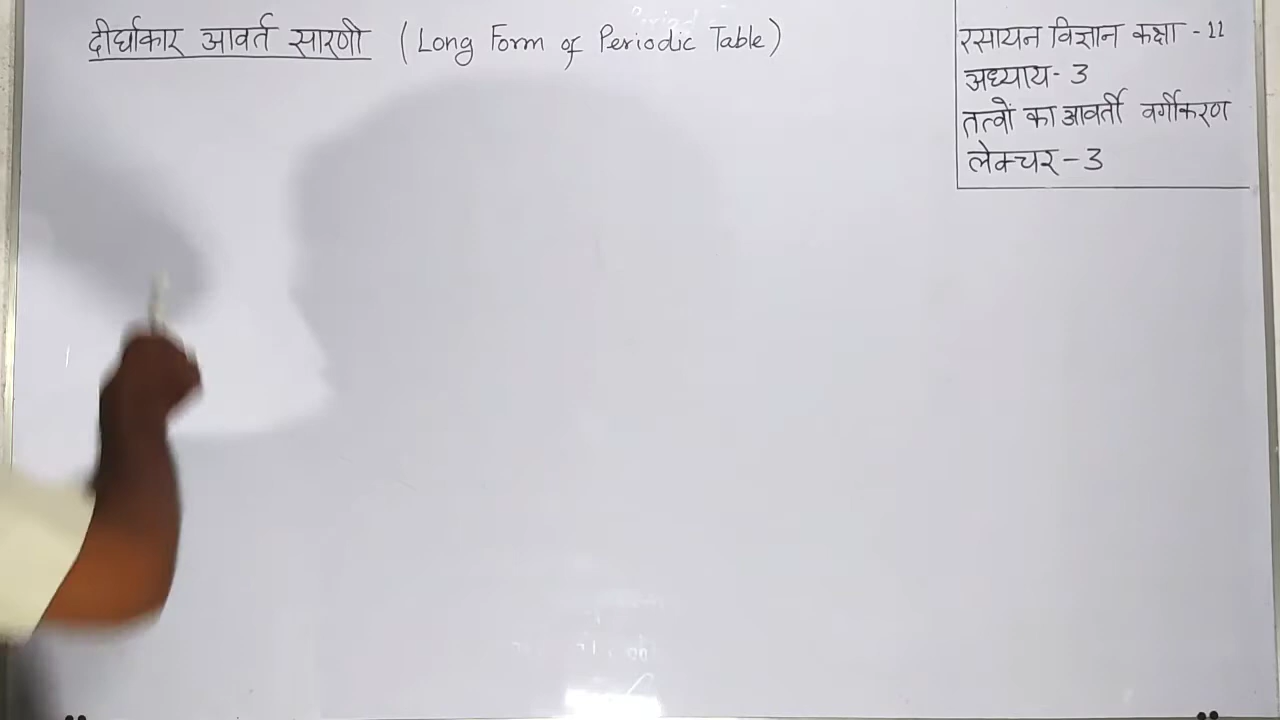 दीर्घाकार आवर्त सारणी (Long Form of Periodic Table)
रसायन विज्ञान कक्षा - 11
अध्याय- 3
तत्वों का आवर्ती वर्गीकरण
लेक्चर - 3